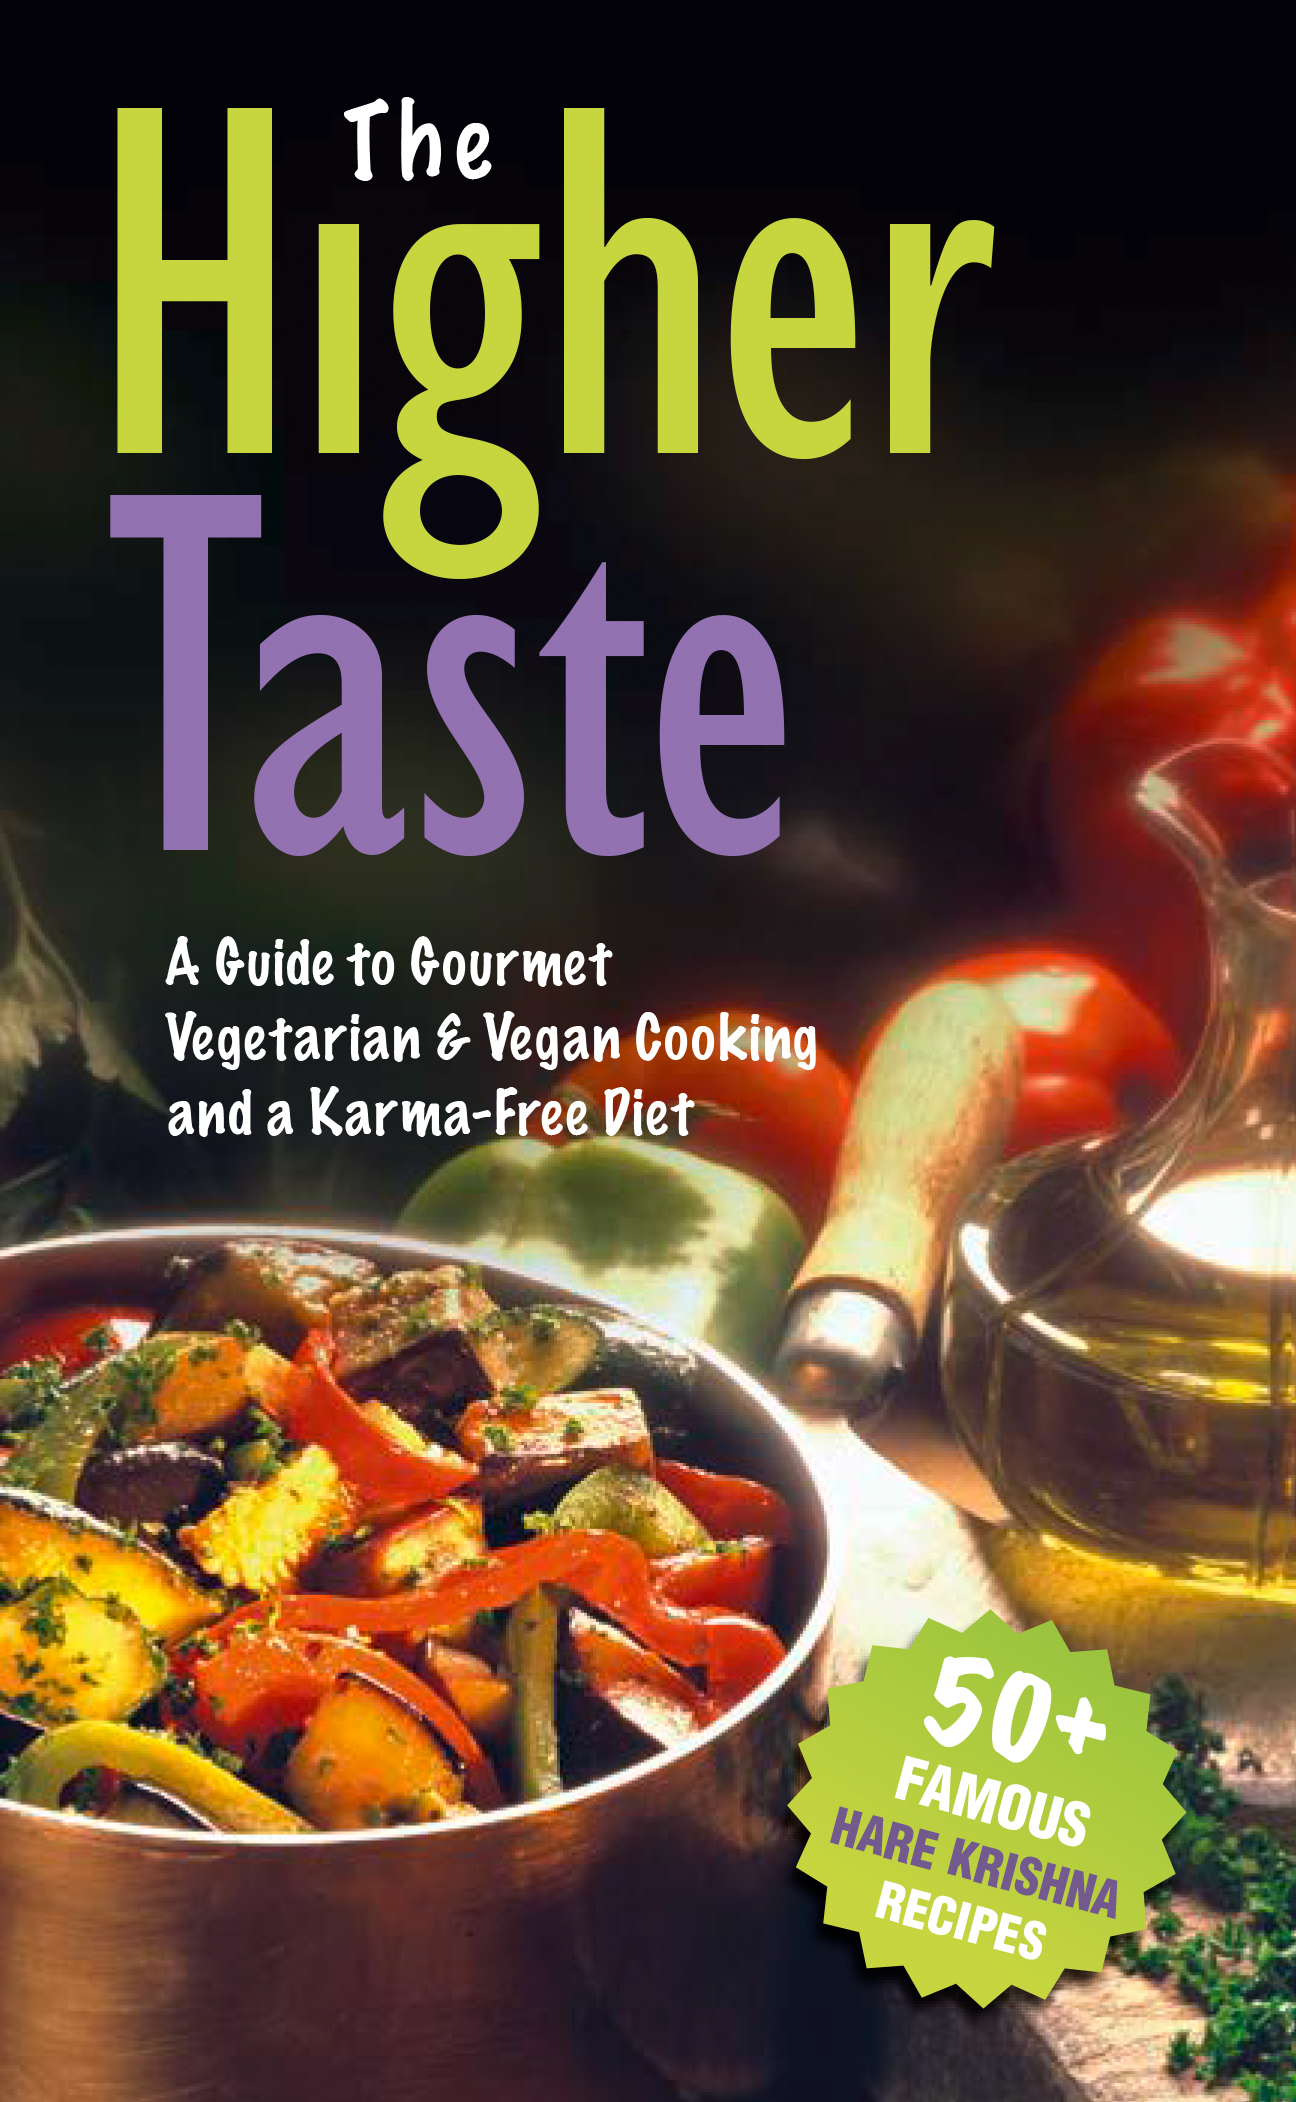 The
Higher
Taste
A Guide to Gourmet
Vegetarian & Vegan Cooking
and a Karma-Free Diet
50+
FAMOUS
HARE KRISHNA
RECIPES